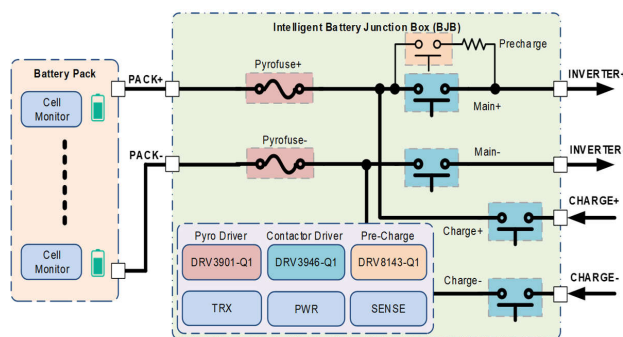 Intelligent Battery Junction Box (BJB)
Precharge
Battery Pack
PACK+
Pyrofuse+
INVERTER+
Cell
Monitor
Main+
PACK-
Pyrofuse-
Main-
INVERTER
CHARGE+
Pyro Driver
Contactor Driver
Pre-Charge
Charge+
DRV3901-Q1
DRV3946-Q1
DRV8143-Q1
Cell
Monitor
Charge-
CHARGE-
TRX
PWR
SENSE